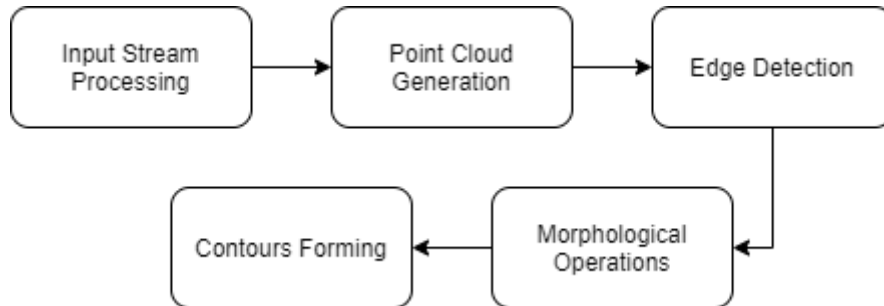 Input Stream
Processing
Point Cloud
Generation
Edge Detection
Morphological
Operations
Contours Forming